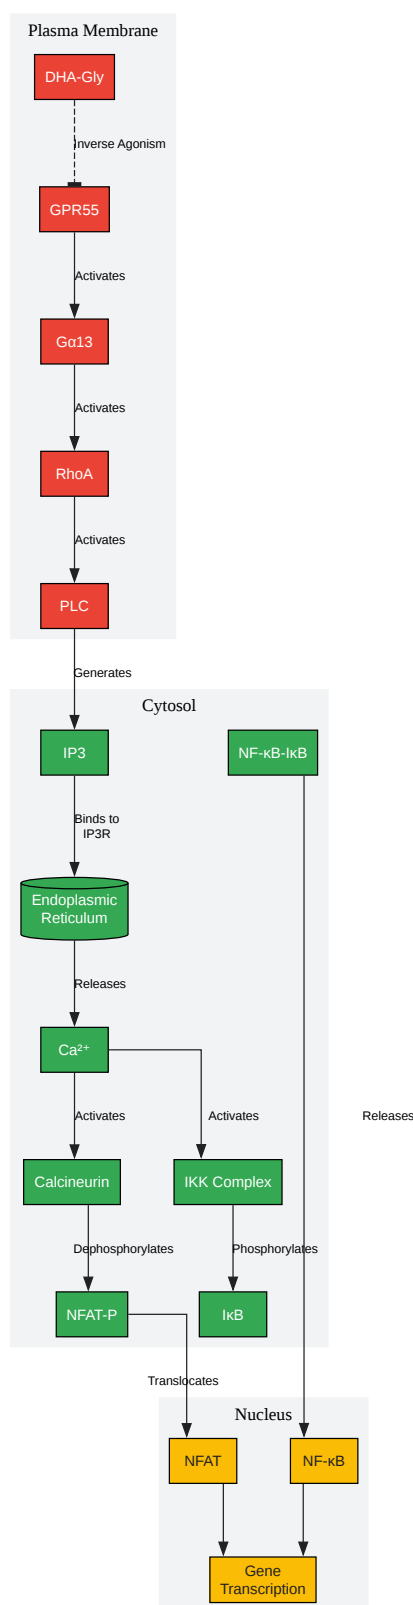 Plasma Membrane
DHA-Gly
Inverse Agonism
GPR55
Activates
Gα13
Activates
RhoA
Activates
PLC
Generates
Cytosol
IP3
NF-κB-IκB
Binds to
IP3R
Endoplasmic
Reticulum
Releases
Ca²⁺
Activates
Activates
Releases
Calcineurin
IKK Complex
Dephosphorylates
Phosphorylates
NFAT-P
IκB
Translocates
Nucleus
NFAT
NF-κB
Gene
Transcription